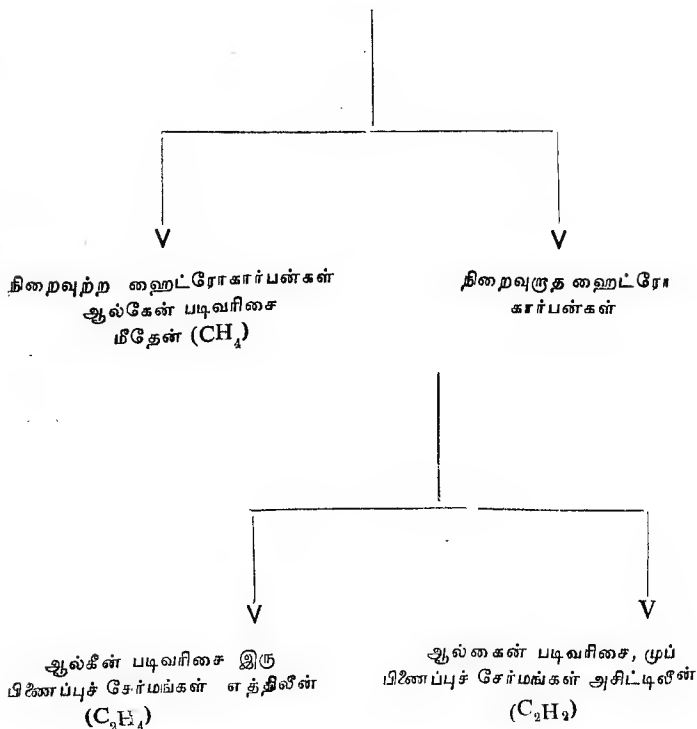 நிறைவுற்ற ஹைட்ரோகார்பன்கள்
ஆல்கேன் படிவரிசை
மீதேன் (CH₄)
நிறைவுறாத ஹைட்ரோ
கார்பன்கள்
ஆல்கீன் படிவரிசை இரு
பிணைப்புச் சேர்மங்கள் எத்திலீன்
(C₂H₄)
ஆல்கைன் படிவரிசை, முப்
பிணைப்புச் சேர்மங்கள் அசிட்டிலீன்
(C₂H₂)